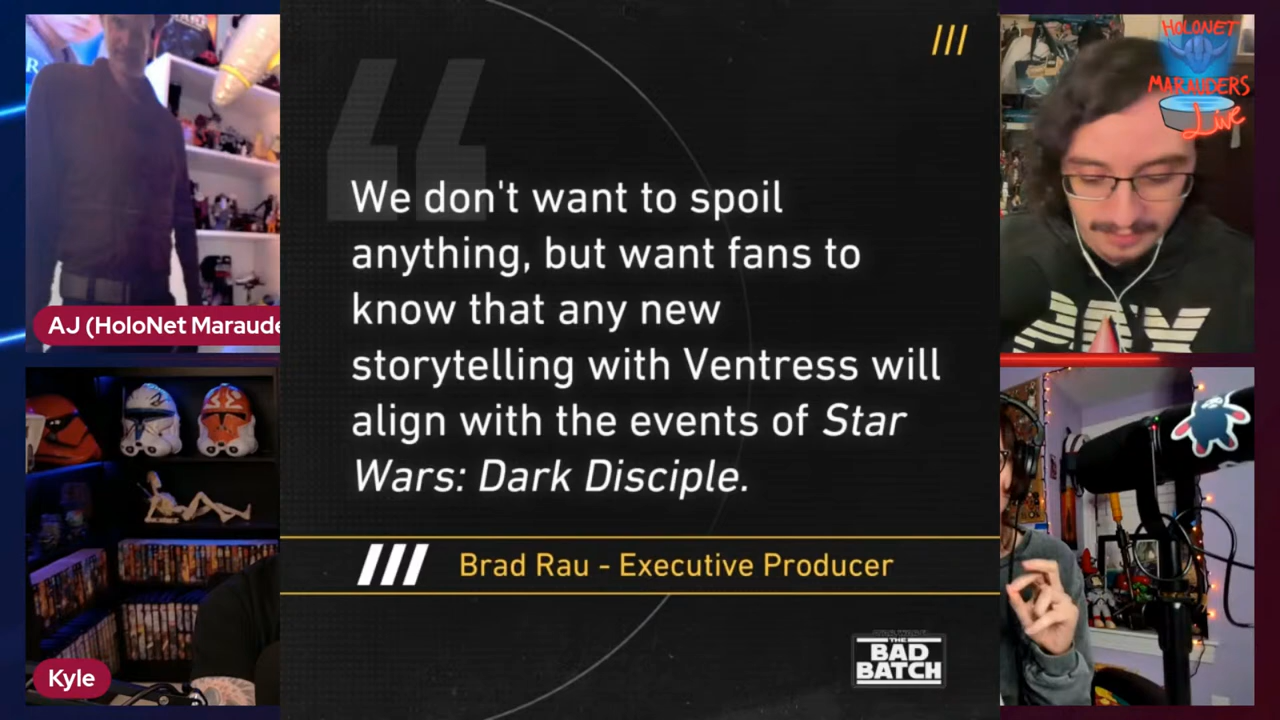 We don't want to spoil
anything, but want fans to
know that any new
storytelling with Ventress will
align with the events of Star
Wars: Dark Disciple.
/// Brad Rau - Executive Producer
THE
BAD
BATCH
AJ (HoloNet Maraude
Kyle
HOLONET
MARAUDERS
Live